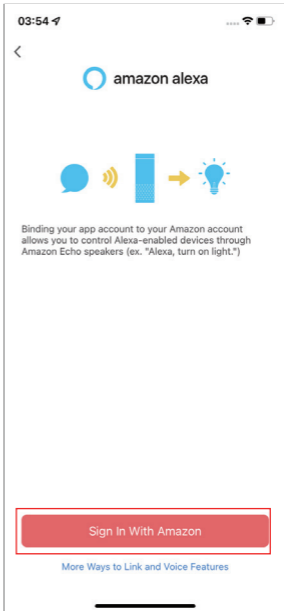 03:54
amazon alexa
Binding your app account to your Amazon account
allows you to control Alexa-enabled devices through
Amazon Echo speakers (ex. "Alexa, turn on light.")
Sign In With Amazon
More Ways to Link and Voice Features